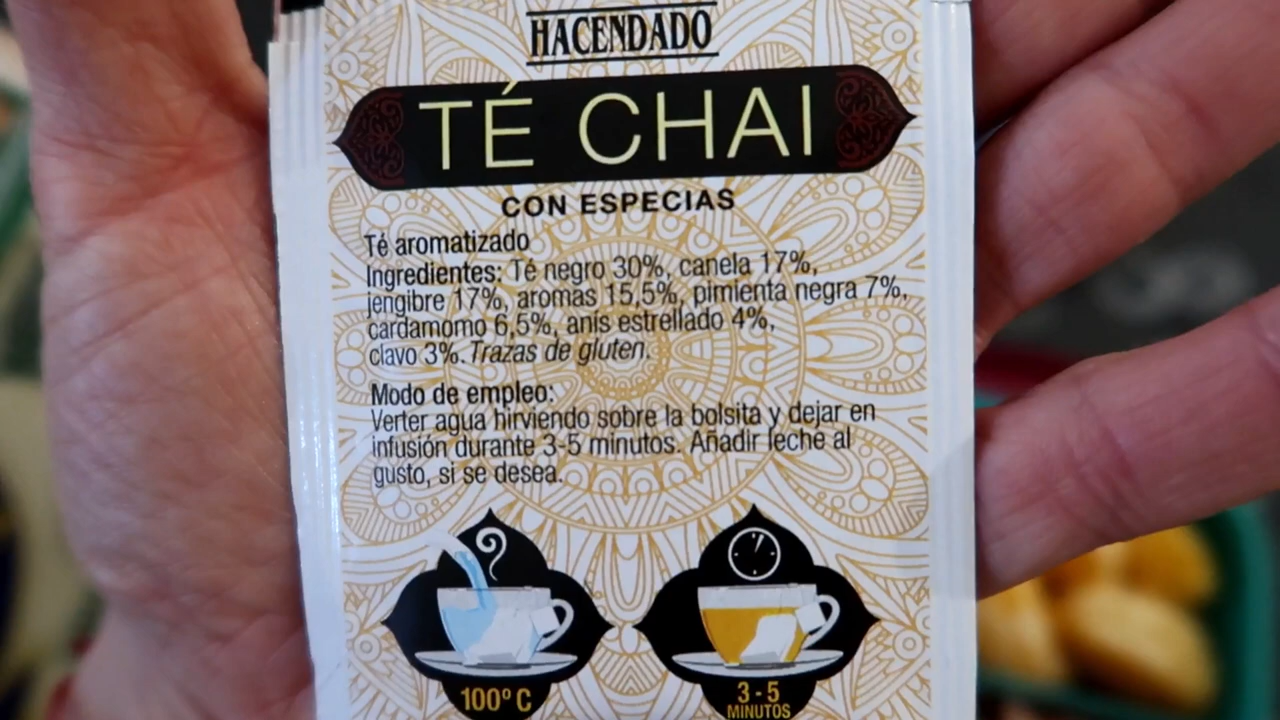 HACENDADO
TÉ CHAI
CON ESPECIAS
Té aromatizado
Ingredientes: Té negro 30%, canela 17%,
jengibre 17%, aromas 15,5%, pimienta negra 7%,
cardamomo 6,5%, anís estrellado 4%,
clavo 3%. Trazas de gluten.
Modo de empleo:
Verter agua hirviendo sobre la bolsita y dejar en
infusión durante 3-5 minutos. Añadir leche al
gusto, si se desea.
100º C
3-5
MINUTOS